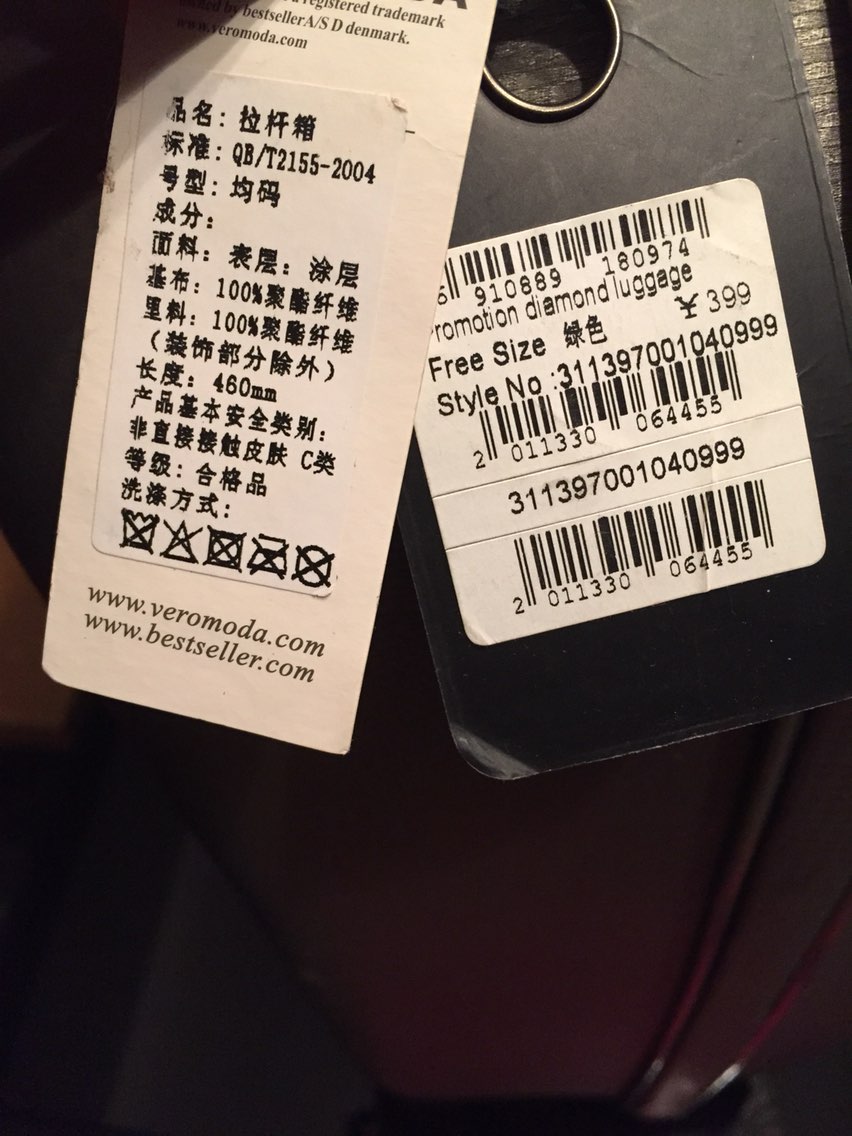 registered trademark
owned by bestsellerA/S D denmark.
www.veromoda.com
品名：拉杆箱
标准：QB/T2155-2004
号型：均码
成分：
面料：表层：涂层
基布：100%聚酯纤维
里料：100%聚酯纤维
（装饰部分除外）
长度：460mm
产品基本安全类别：
非直接接触皮肤 C类
等级：合格品
洗涤方式：
www.veromoda.com
www.bestseller.com
6 910889 180974
romotion diamond luggage
¥ 399
Free Size 绿色
Style No :311397001040999
2 011330 064455
311397001040999
2 011330 064455